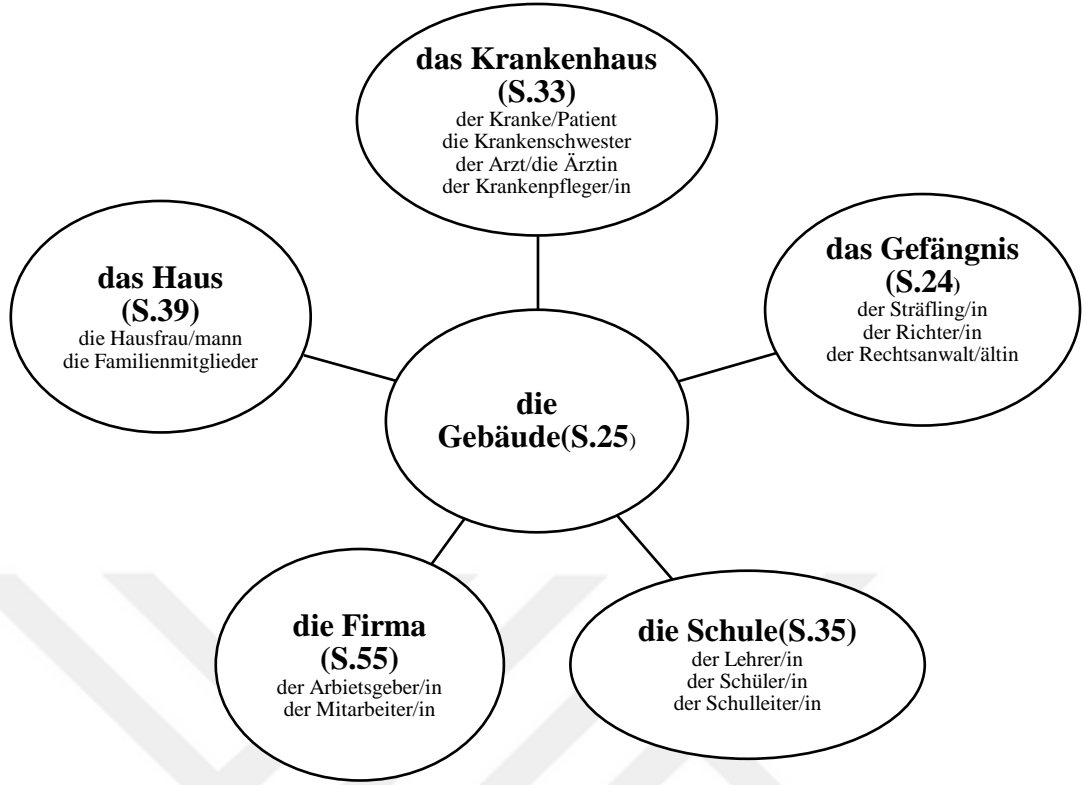 das Krankenhaus
(S.33)
der Kranke/Patient
die Krankenschwester
der Arzt/die Ärztin
der Krankenpfleger/in
das Haus
(S.39)
die Hausfrau/mann
die Familienmitglieder
das Gefängnis
(S.24)
der Sträfling/in
der Richter/in
der Rechtsanwalt/ältin
die
Gebäude(S.25)
die Firma
(S.55)
der Arbietsgeber/in
der Mitarbeiter/in
die Schule(S.35)
der Lehrer/in
der Schüler/in
der Schulleiter/in